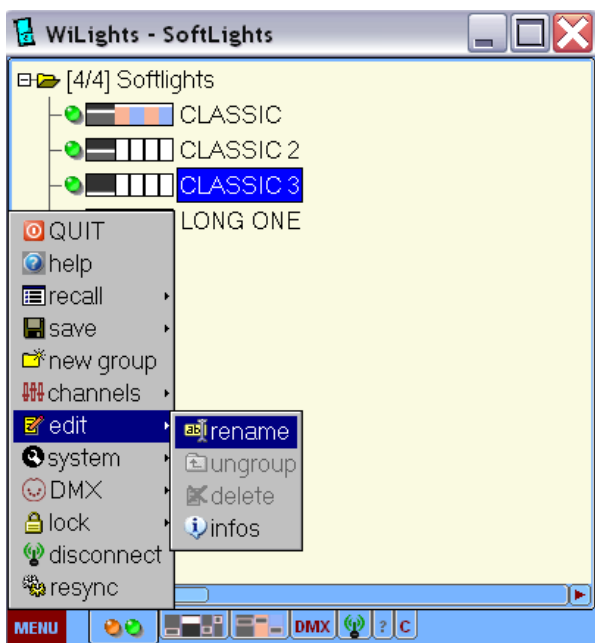 WiLights - SoftLights
[4/4] Softlights
CLASSIC
CLASSIC 2
CLASSIC 3
LONG ONE
QUIT
help
recall
save
new group
channels
edit
rename
system
ungroup
DMX
delete
lock
infos
disconnect
resync
MENU
DMX
?
C